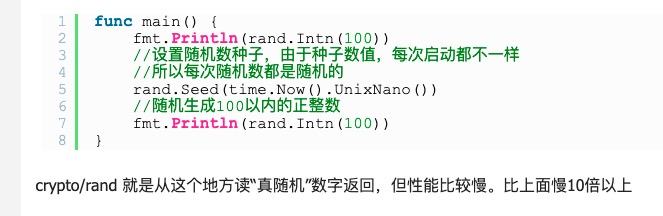 1 func main() {
2 fmt.Println(rand.Intn(100))
3 //设置随机数种子，由于种子数值，每次启动都不一样
4 //所以每次随机数都是随机的
5 rand.Seed(time.Now().UnixNano())
6 //随机生成100以内的正整数
7 fmt.Println(rand.Intn(100))
8 }
crypto/rand 就是从这个地方读“真随机”数字返回，但性能比较慢。比上面慢10倍以上